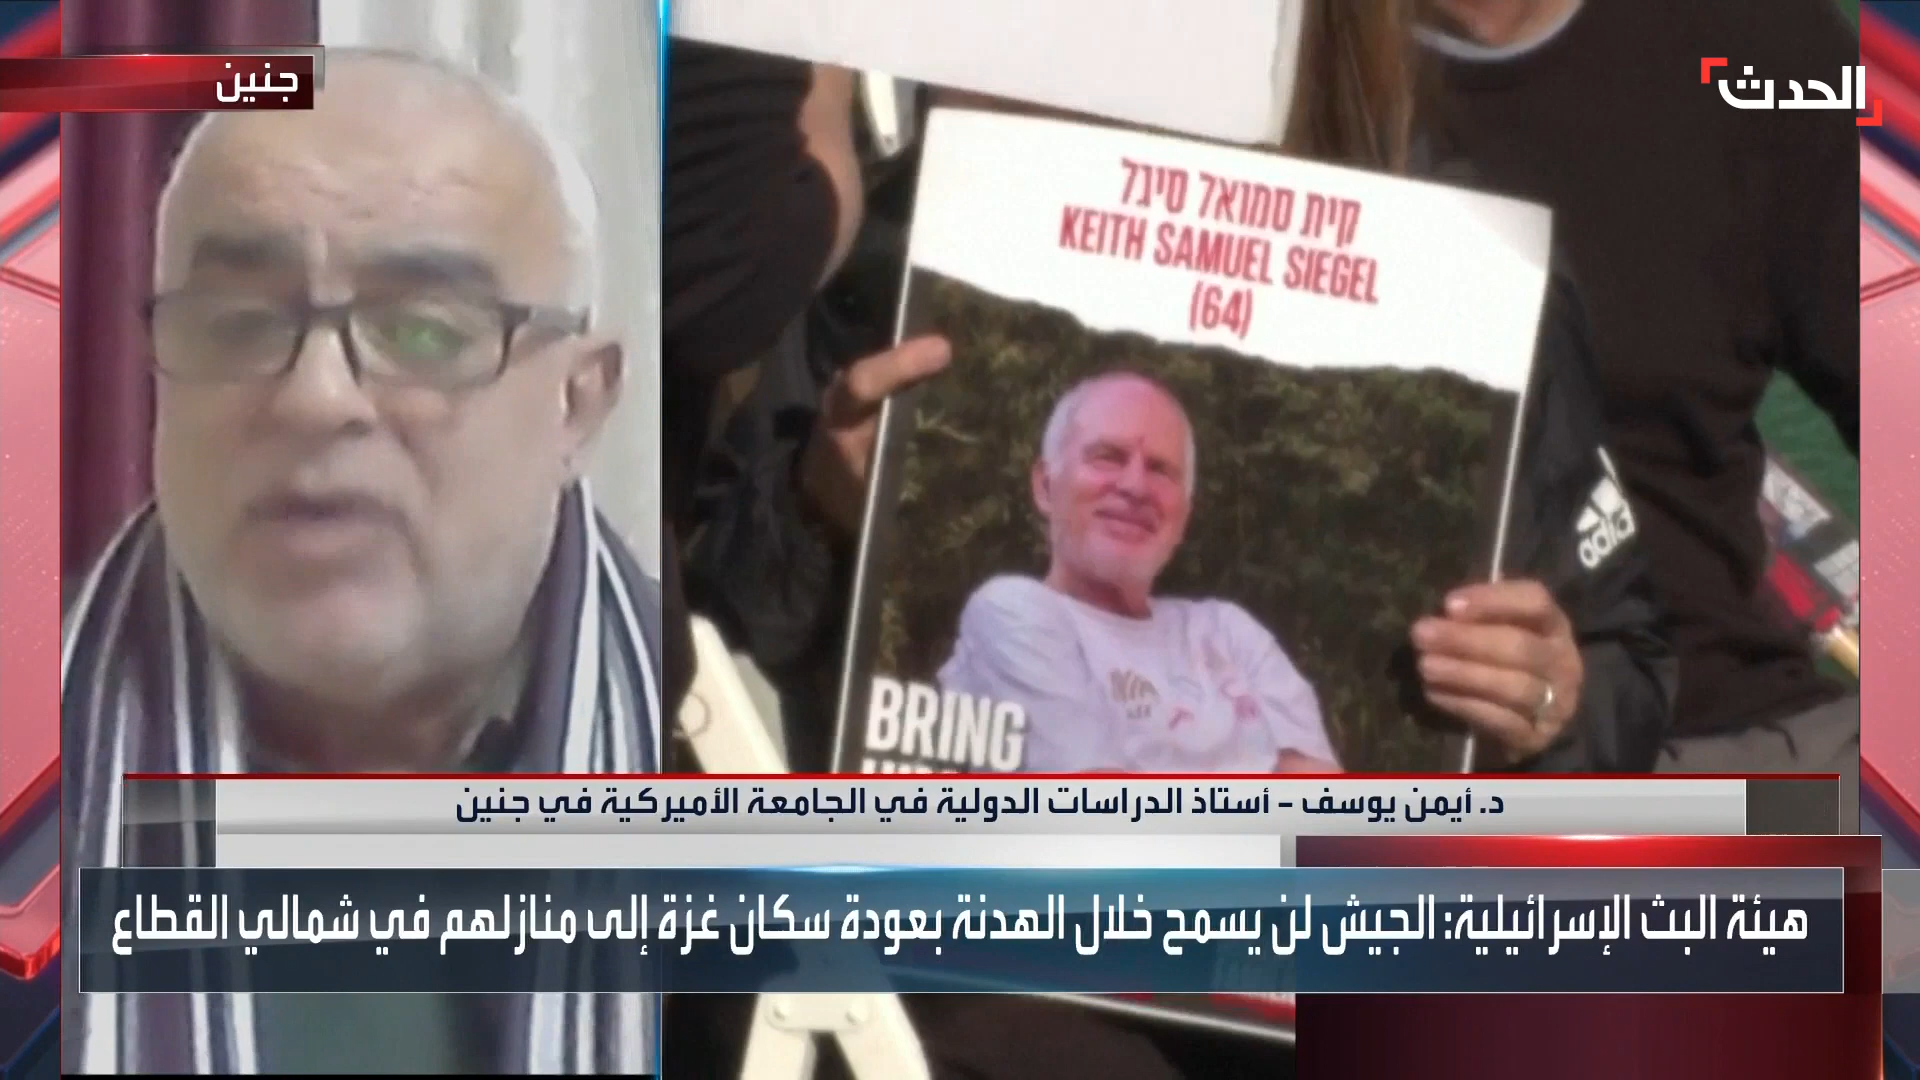 جنين
الحدث
קית סמואל סיגל
KEITH SAMUEL SIEGEL
(64)
adida
BRING
د. أيمن يوسف - أستاذ الدراسات الدولية في الجامعة الأميركية في جنين
هيئة البث الإسرائيلية: الجيش لن يسمح خلال الهدنة بعودة سكان غزة إلى منازلهم في شمالي القطاع